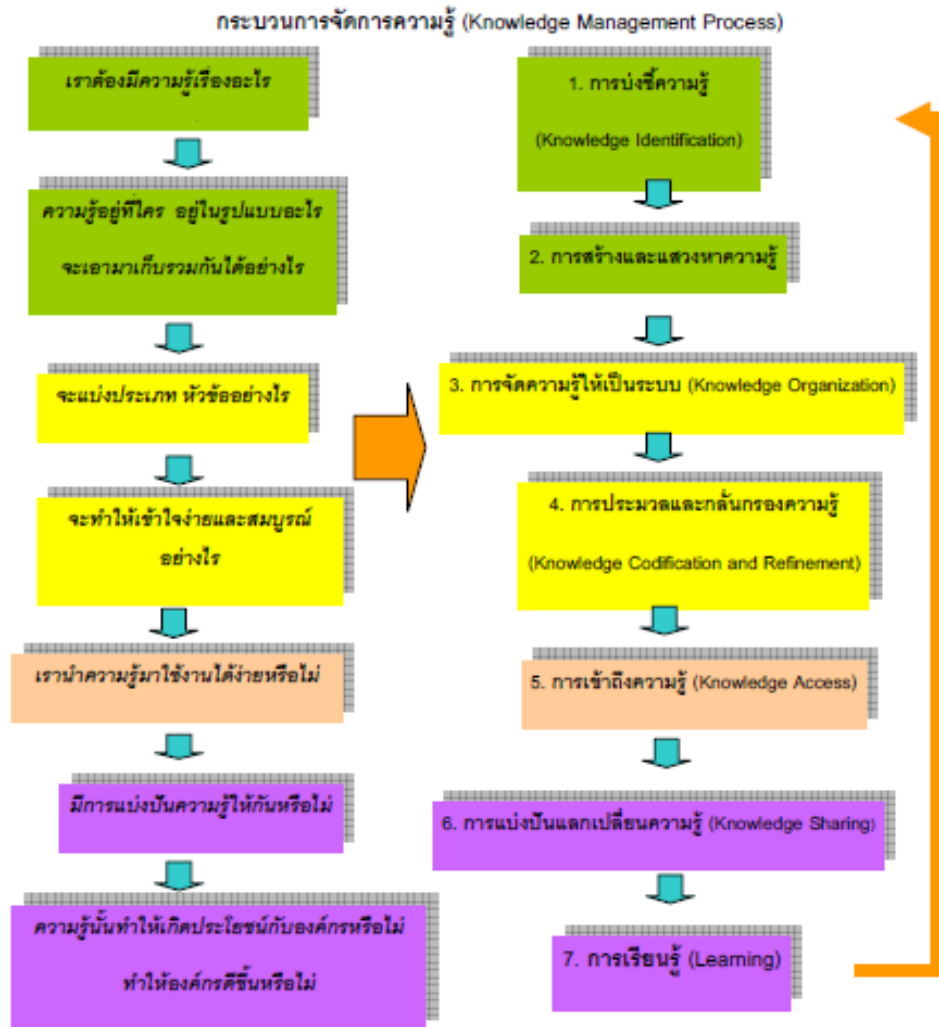 กระบวนการจัดการความรู้ (Knowledge Management Process)
เราต้องมีความรู้เรื่องอะไร
ความรู้อยู่ที่ใคร อยู่ในรูปแบบอะไร
จะเอามาเก็บรวมกันได้อย่างไร
จะแบ่งประเภท หัวข้ออย่างไร
จะทำให้เข้าใจง่ายและสมบูรณ์
อย่างไร
เรานำความรู้มาใช้งานได้ง่ายหรือไม่
มีการแบ่งปันความรู้ให้กันหรือไม่
ความรู้นั้นทำให้เกิดประโยชน์กับองค์กรหรือไม่
ทำให้องค์กรดีขึ้นหรือไม่
1. การบ่งชี้ความรู้
(Knowledge Identification)
2. การสร้างและแสวงหาความรู้
3. การจัดความรู้ให้เป็นระบบ (Knowledge Organization)
4. การประมวลและกลั่นกรองความรู้
(Knowledge Codification and Refinement)
5. การเข้าถึงความรู้ (Knowledge Access)
6. การแบ่งปันแลกเปลี่ยนความรู้ (Knowledge Sharing)
7. การเรียนรู้ (Learning)